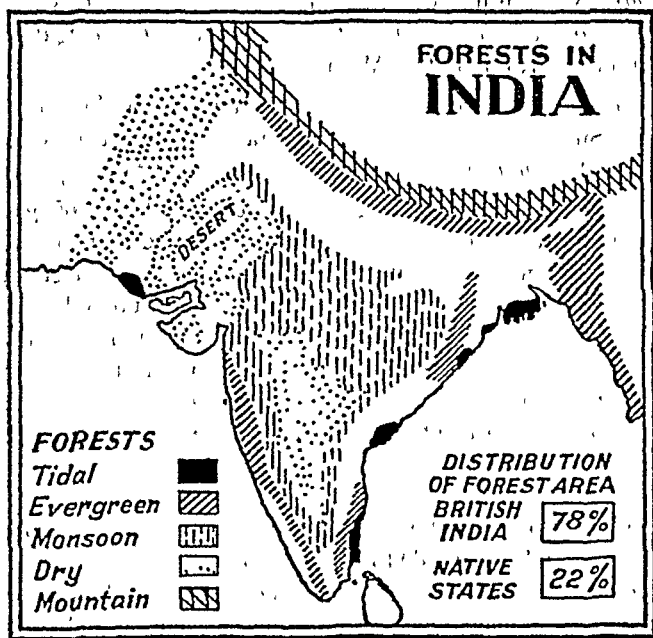 FORESTS IN
INDIA
DESERT
FORESTS
Tidal
Evergreen
Monsoon
Dry
Mountain
DISTRIBUTION
OF FOREST AREA
BRITISH
INDIA 78%
NATIVE
STATES 22%